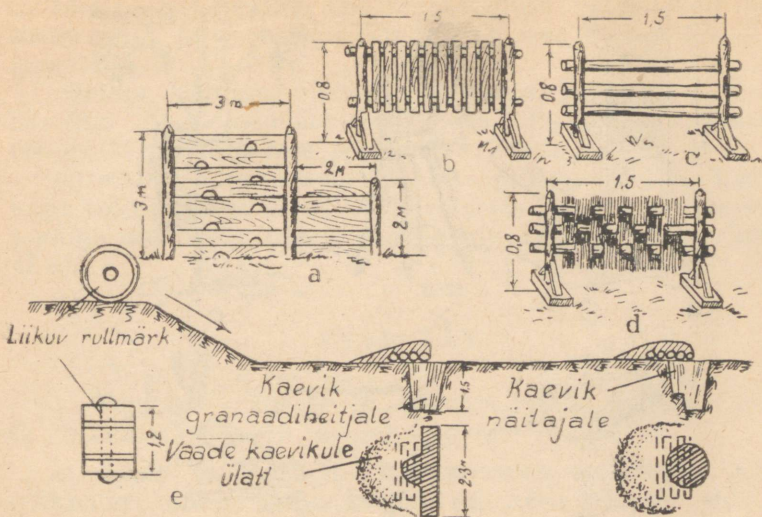 1.5
1,5
0.8
0.8
3 м
b
c
2 м
1.5
3 м
2 м
0,8
a
d
Liikuv rullmärk
1.5
Kaevik
granaadiheitjale
Kaevik
näitajale
1,2
Vaade kaevikule
ülalt
2-3 м
e